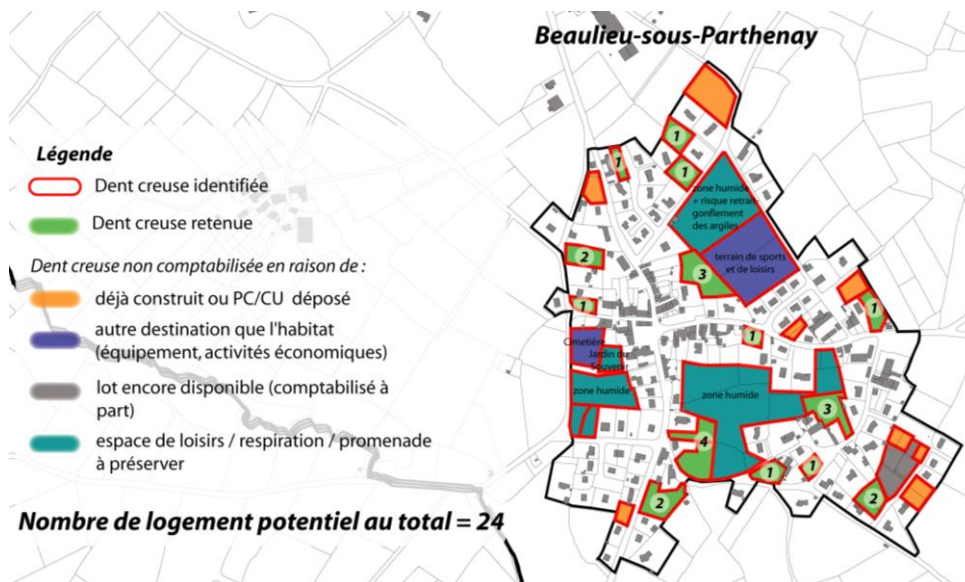 Beaulieu-sous-Parthenay
Légende
Dent creuse identifiée
Dent creuse retenue
Dent creuse non comptabilisée en raison de :
déjà construit ou PC/CU déposé
autre destination que l'habitat
(équipement, activités économiques)
lot encore disponible (comptabilisé à
part)
espace de loisirs / respiration / promenade
à préserver
Nombre de logement potentiel au total = 24
1
1
1
zone humide
+ risque retrait
gonflement
des argiles
terrain de sports
et de loisirs
2
3
1
1
1
Cimetière
Jardin du
Souvenir
zone humide
zone humide
3
4
1
1
2
2